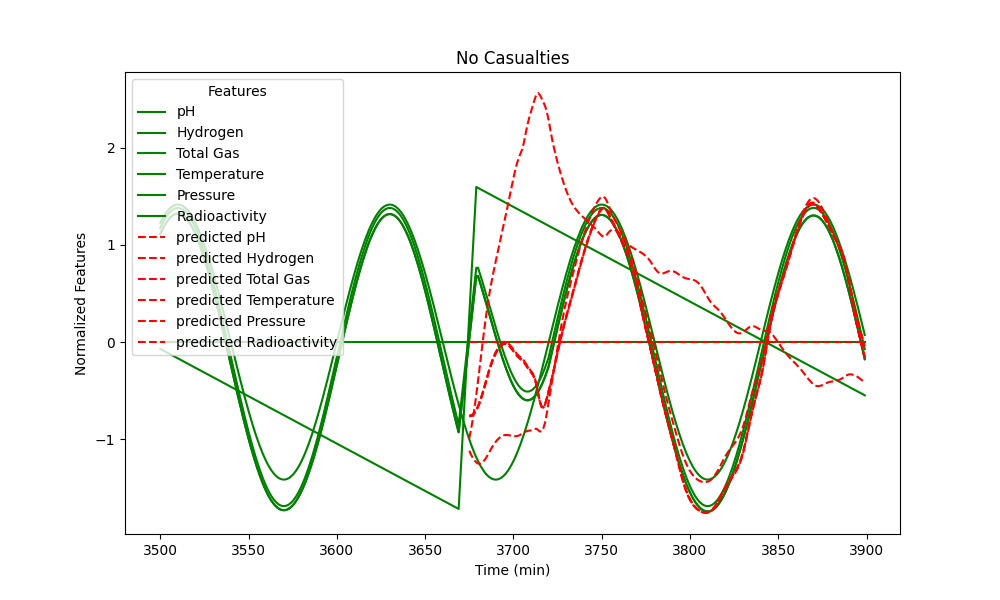 No Casualties
Features
pH
Hydrogen
Total Gas
Temperature
Pressure
Radioactivity
predicted pH
predicted Hydrogen
predicted Total Gas
predicted Temperature
predicted Pressure
predicted Radioactivity
Normalized Features
2
1
0
−1
3500 3550 3600 3650 3700 3750 3800 3850 3900
Time (min)